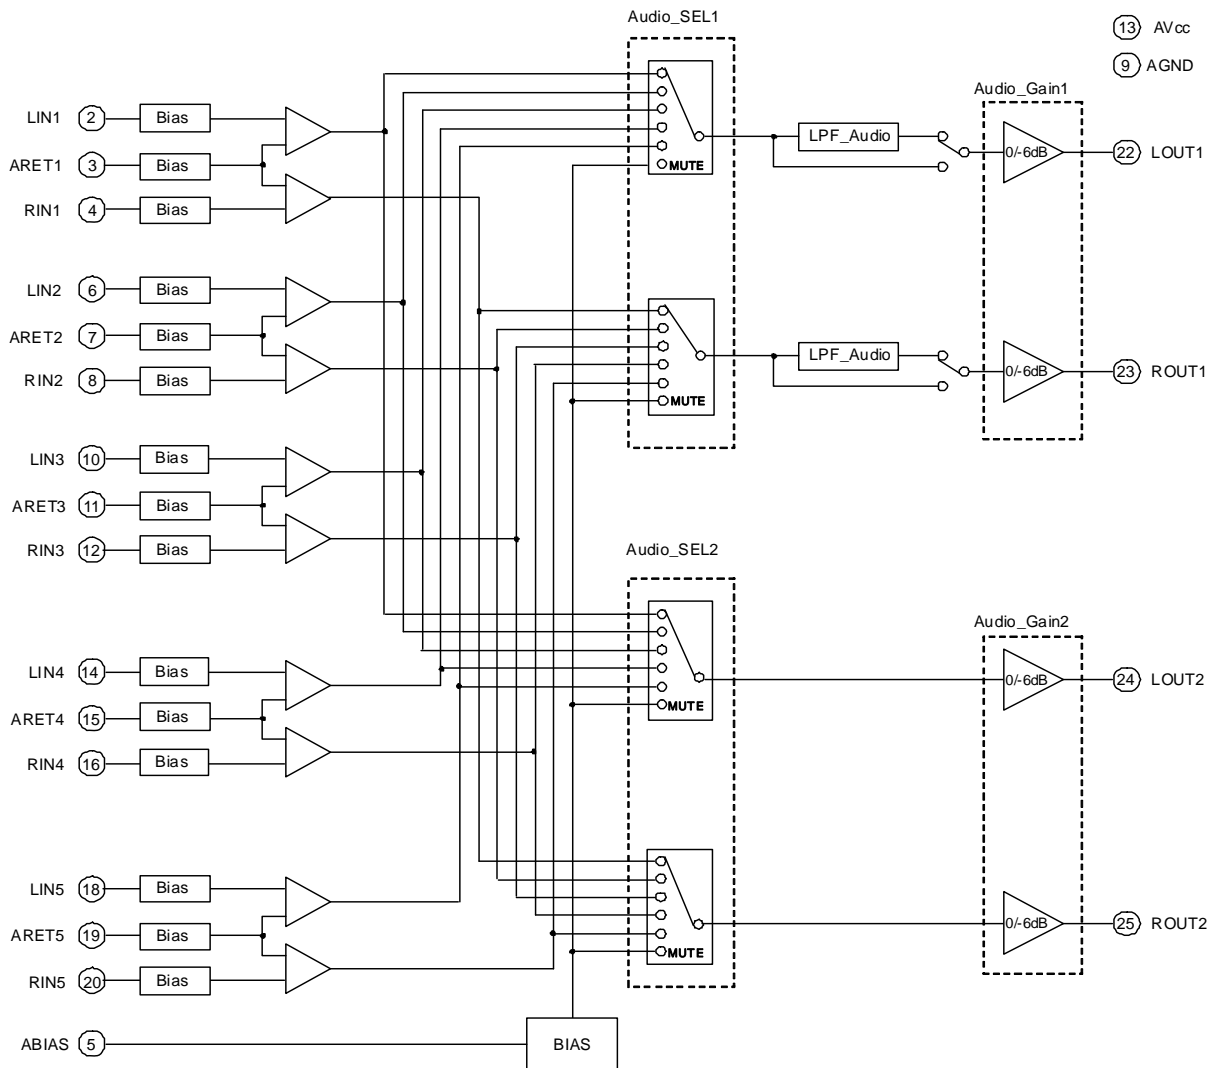 Audio_SEL1
13 AVcc
9 AGND
Audio_Gain1
LIN1 2 Bias
ARET1 3 Bias
RIN1 4 Bias
MUTE
LPF_Audio
0/-6dB
22 LOUT1
LIN2 6 Bias
ARET2 7 Bias
RIN2 8 Bias
MUTE
LPF_Audio
0/-6dB
23 ROUT1
LIN3 10 Bias
ARET3 11 Bias
RIN3 12 Bias
Audio_SEL2
Audio_Gain2
LIN4 14 Bias
ARET4 15 Bias
RIN4 16 Bias
MUTE
0/-6dB
24 LOUT2
LIN5 18 Bias
ARET5 19 Bias
RIN5 20 Bias
MUTE
0/-6dB
25 ROUT2
ABIAS 5 BIAS